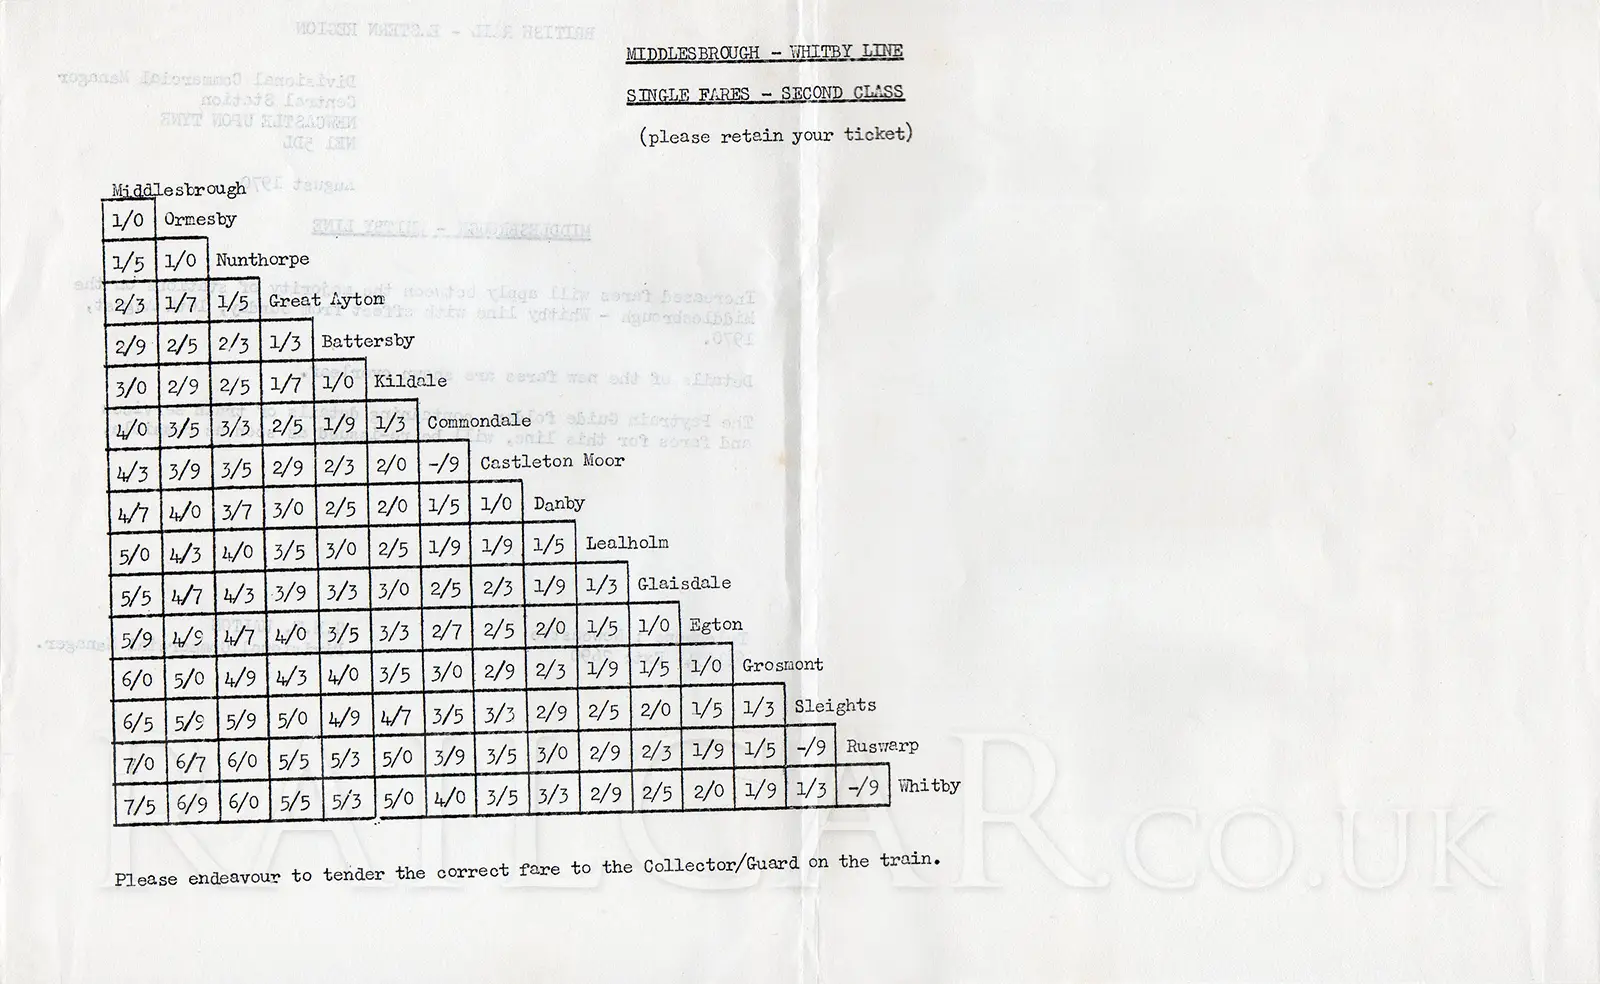 MIDDLESBROUGH - WHITBY LINE
SINGLE FARES - SECOND CLASS
(please retain your ticket)
Middlesbrough
1/0 Ormesby
1/5 1/0 Nunthorpe
2/3 1/7 1/5 Great Ayton
2/9 2/5 2/3 1/3 Battersby
3/0 2/9 2/5 1/7 1/0 Kildale
4/0 3/5 3/3 2/5 1/9 1/3 Commondale
4/3 3/9 3/5 2/9 2/3 2/0 -/9 Castleton Moor
4/7 4/0 3/7 3/0 2/5 2/0 1/5 1/0 Danby
5/0 4/3 4/0 3/5 3/0 2/5 1/9 1/9 1/5 Lealholm
5/5 4/7 4/3 3/9 3/3 3/0 2/5 2/3 1/9 1/3 Glaisdale
5/9 4/9 4/7 4/0 3/5 3/3 2/7 2/5 2/0 1/5 1/0 Egton
6/0 5/0 4/9 4/3 4/0 3/5 3/0 2/9 2/3 1/9 1/5 1/0 Grosmont
6/5 5/9 5/9 5/0 4/9 4/7 3/5 3/3 2/9 2/5 2/0 1/5 1/3 Sleights
7/0 6/7 6/0 5/5 5/3 5/0 3/9 3/5 3/0 2/9 2/3 1/9 1/5 -/9 Ruswarp
7/5 6/9 6/0 5/5 5/3 5/0 4/0 3/5 3/3 2/9 2/5 2/0 1/9 1/3 -/9 Whitby
Please endeavour to tender the correct fare to the Collector/Guard on the train.
RAILCAR.CO.UK